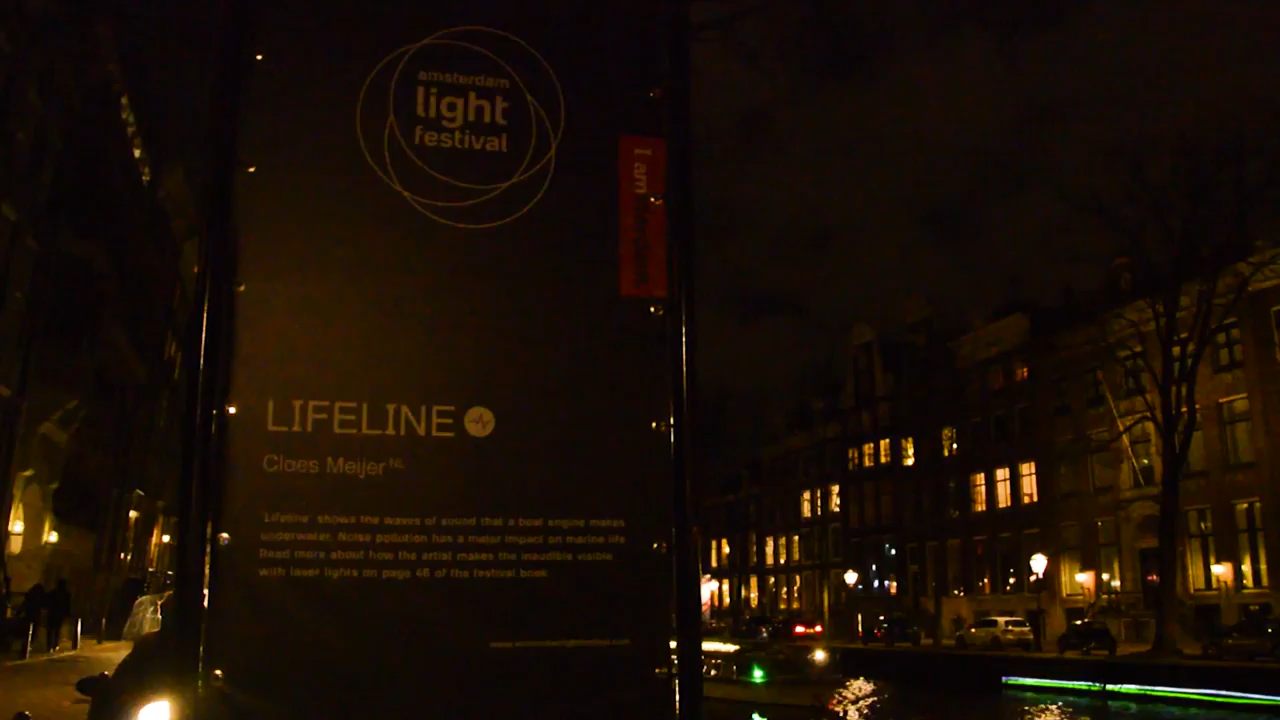 amsterdam
light
festival
I am
LIFELINE
Claes Meijer NL
'Lifeline' shows the waves of sound that a boat engine makes
underwater. Noise pollution has a major impact on marine life.
Read more about how the artist makes the inaudible visible
with laser lights on page 46 of the festival book.